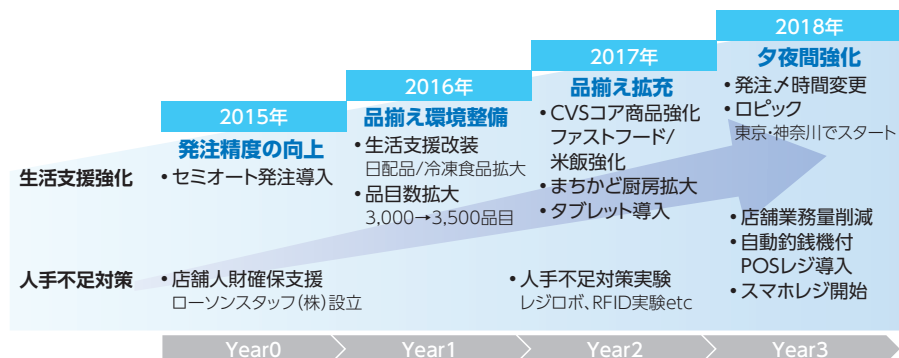 2015年
発注精度の向上
生活支援強化
•セミオート発注導入
人手不足対策
•店舗人財確保支援
ローソンスタッフ(株)設立
2016年
品揃え環境整備
•生活支援改装
日配品/冷凍食品拡大
•品目数拡大
3,000→3,500品目
2017年
品揃え拡充
•CVSコア商品強化
ファストフード/
米飯強化
•まちかど厨房拡大
•タブレット導入
•人手不足対策実験
レジロボ、RFID実験etc
2018年
夕夜間強化
•発注〆時間変更
•ロピック
東京・神奈川でスタート
•店舗業務量削減
•自動釣銭機付
POSレジ導入
•スマホレジ開始
Year0
Year1
Year2
Year3